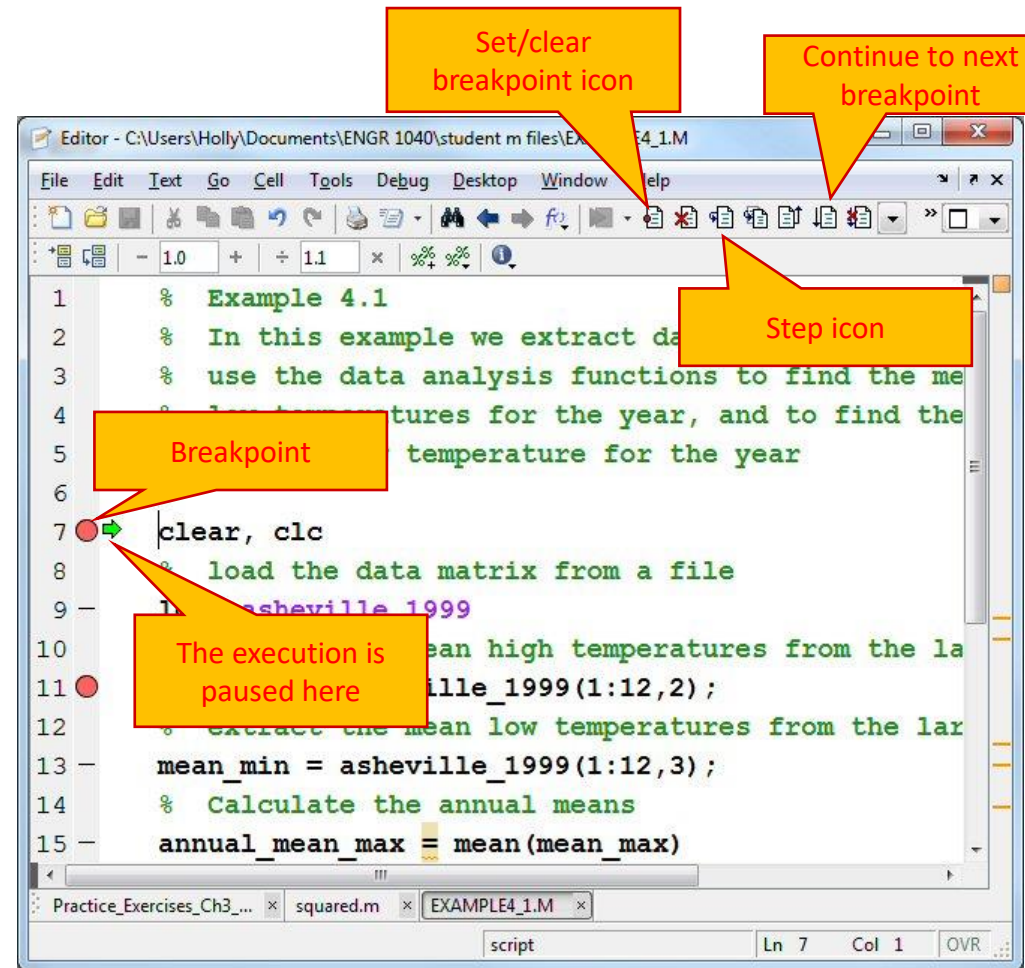 Set/clear
breakpoint icon
Continue to next
breakpoint
Editor - C:\Users\Holly\Documents\ENGR 1040\student m files\EX E4_1.M
File Edit Text Go Cell Tools Debug Desktop Window Help
- 1.0 + ÷ 1.1 ×
1 % Example 4.1
2 % In this example we extract da
Step icon
3 % use the data analysis functions to find the me
4 temperatures for the year, and to find the
5 temperature for the year
Breakpoint
6
7 clear, clc
8 % load the data matrix from a file
9 – asheville_1999
10 mean high temperatures from the la
The execution is
paused here
11 ille_1999(1:12,2);
12 % extract the mean low temperatures from the lar
13 – mean_min = asheville_1999(1:12,3);
14 % Calculate the annual means
15 – annual_mean_max = mean(mean_max)
Practice_Exercises_Ch3_... × squared.m × EXAMPLE4_1.M ×
script Ln 7 Col 1 OVR